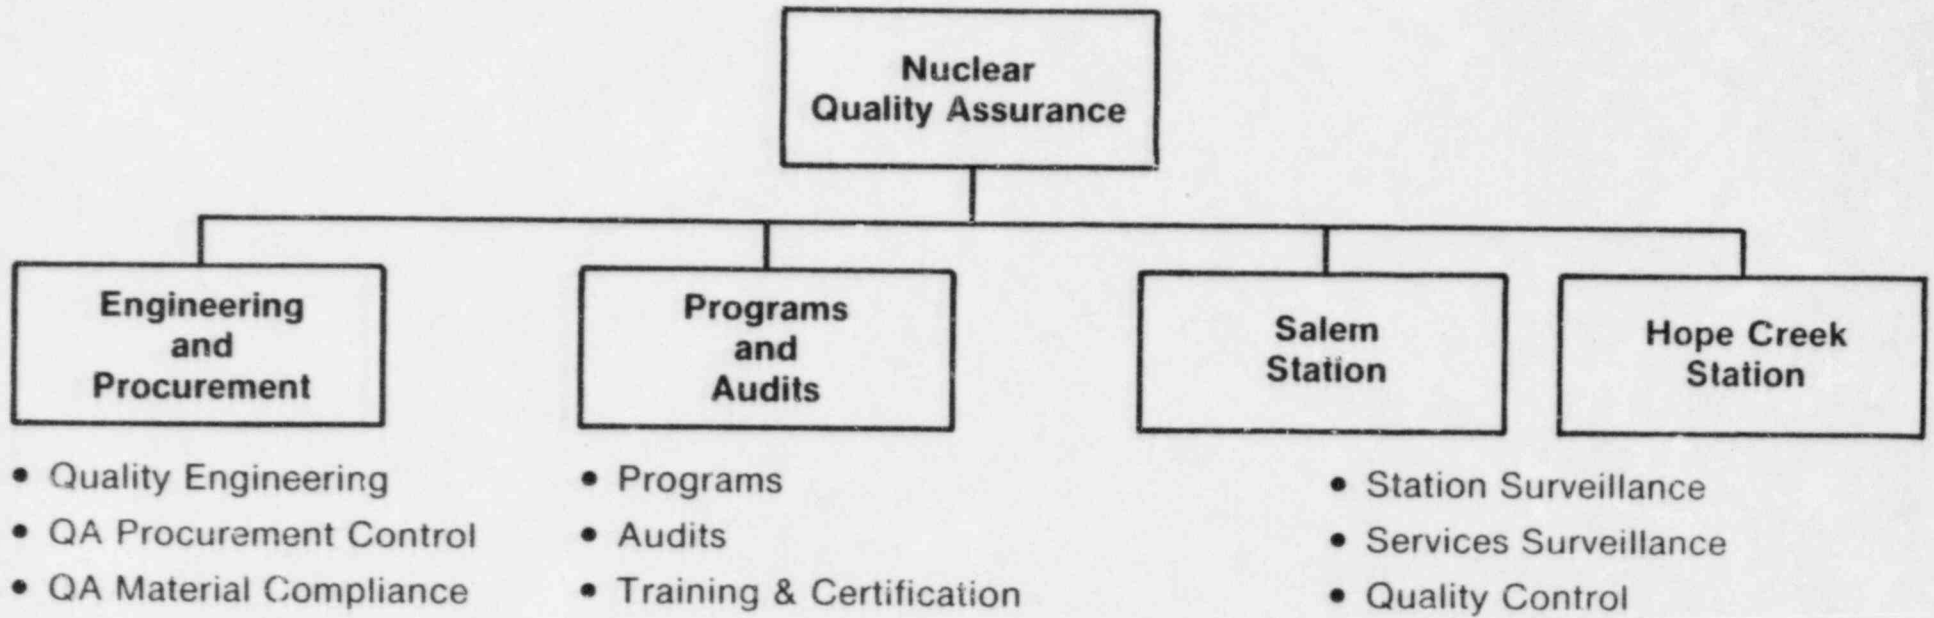 Nuclear
Quality Assurance
Engineering
and
Procurement
Programs
and
Audits
Salem
Station
Hope Creek
Station
• Quality Engineering
• QA Procurement Control
• QA Material Compliance
• Programs
• Audits
• Training & Certification
• Station Surveillance
• Services Surveillance
• Quality Control